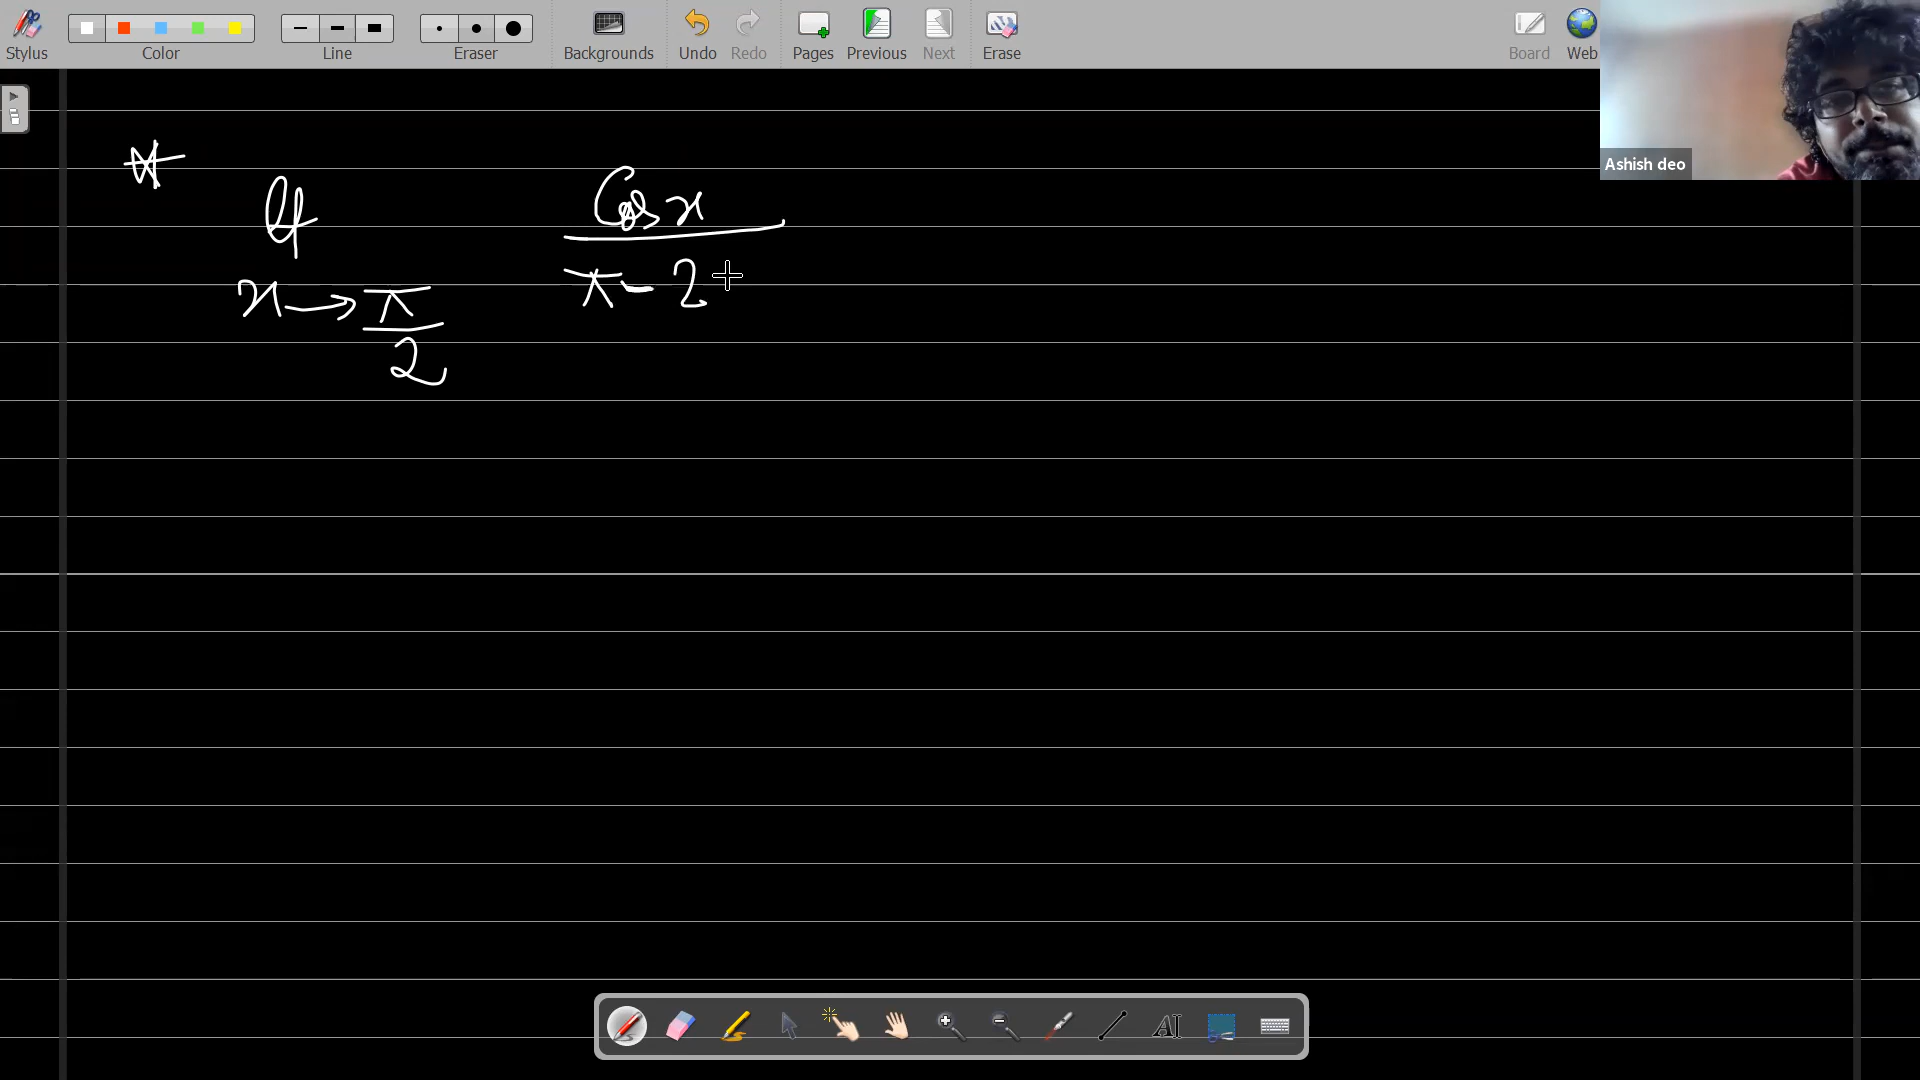 Stylus Color Line Eraser Backgrounds Undo Redo Pages Previous Next Erase Board Web
Ashish deo
lt cos x
x → π/2 π - 2
AI